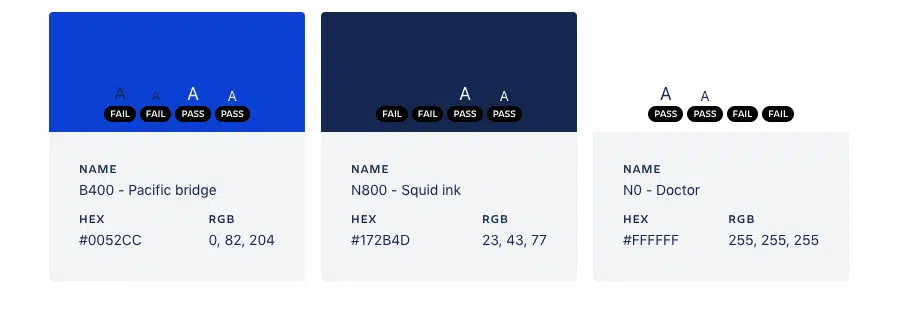 A A A A
FAIL FAIL PASS PASS
NAME
B400 - Pacific bridge
HEX RGB
#0052CC 0, 82, 204
A A
FAIL FAIL PASS PASS
NAME
N800 - Squid ink
HEX RGB
#172B4D 23, 43, 77
A A
PASS PASS FAIL FAIL
NAME
N0 - Doctor
HEX RGB
#FFFFFF 255, 255, 255